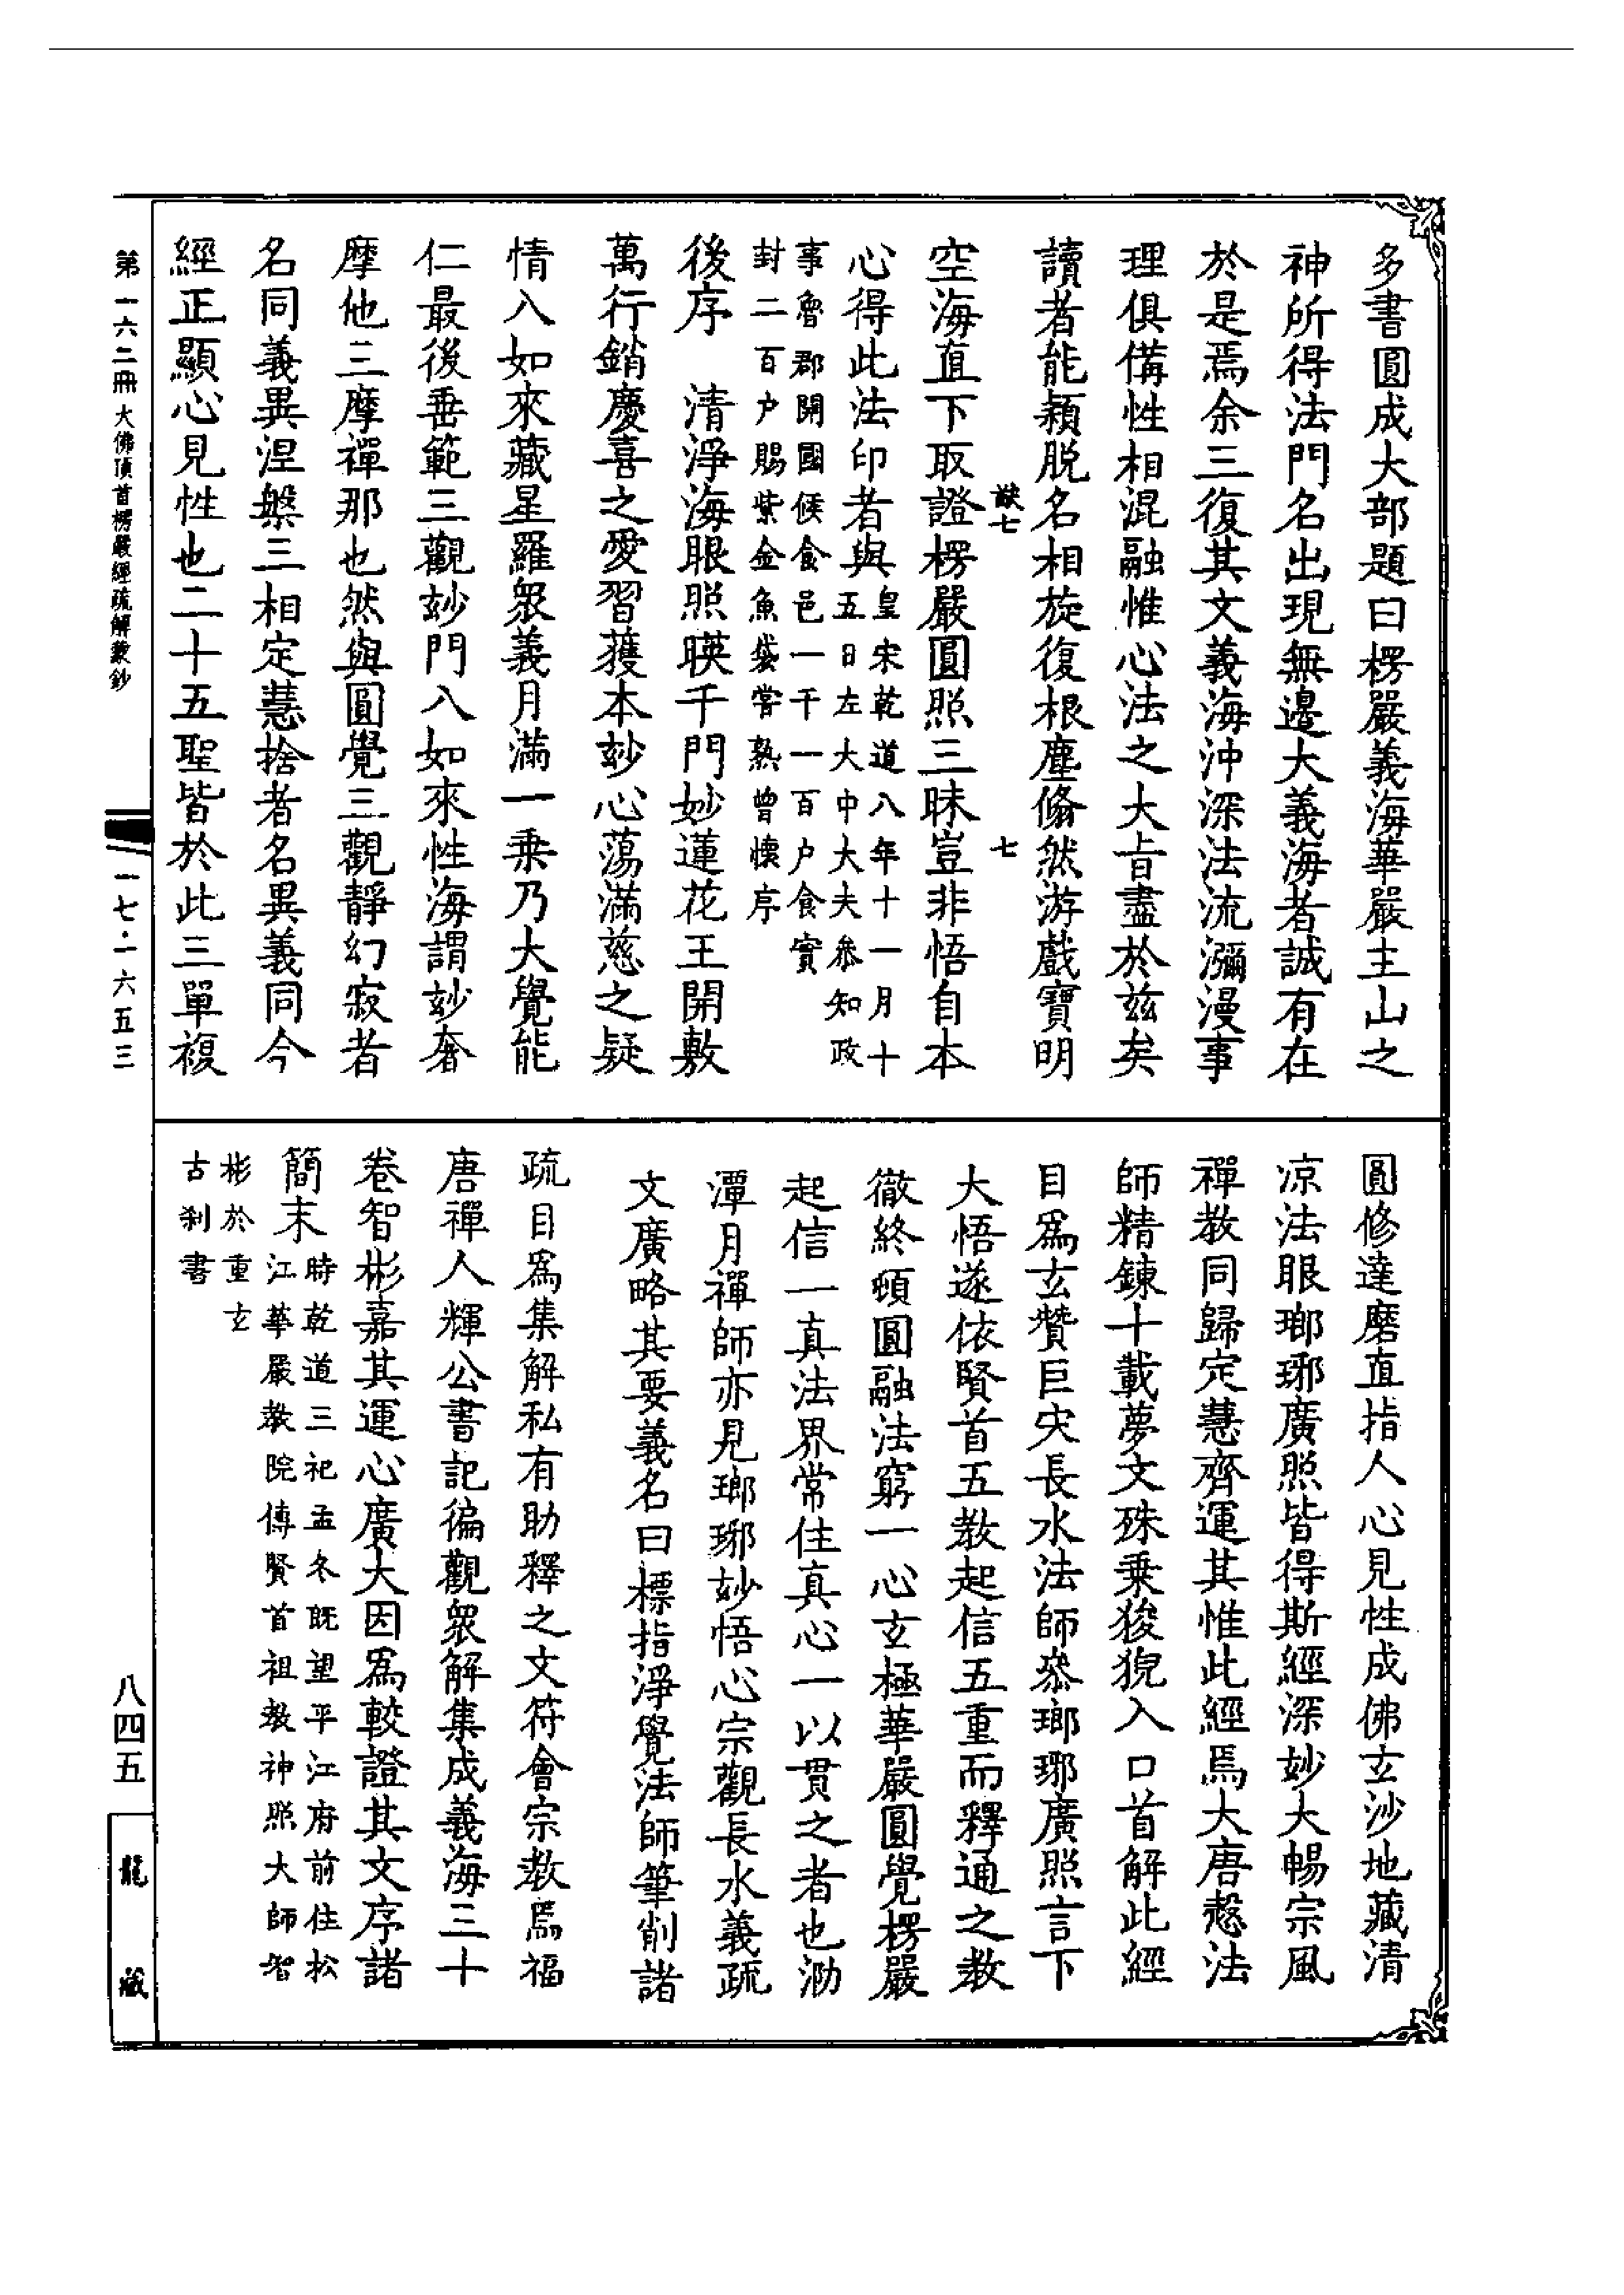 多書圓成大部題曰楞嚴義海華嚴主山之
神所得法門名出現無邊大義海者誠有在
於是焉余三復其文義海沖深法流瀰漫事
理俱備性相混融惟心法之大旨盡於茲矣
讀者能穎脫名相旋復根塵翛然游戲寶明
七　七
空海直下取證楞嚴圓照三昧豈非悟自本
心得此法印者與皇宋乾道八年十一月十
五日左大中大夫叅知政
事魯郡開國候食邑一千一百户食實
封二百户賜紫金魚袋嘗熟曾懷序
後序　清淨海眼照暎千門妙蓮花王開敷
萬行銷慶喜之愛習獲本玅心蕩滿慈之疑
情入如來藏星羅衆義月滿一乗乃大覺能
仁最後垂範三觀玅門入如來性海謂玅奢
摩他三摩禪那也然與圓覺三觀靜幻寂者
名同義異涅槃三相定慧捨者名異義同今
經正顯心見性也二十五聖皆於此三單複
圓修達磨直指人心見性成佛玄沙地藏清
凉法眼瑯琊廣照皆得斯經深妙大暢宗風
禪教同歸定慧齊運其惟此經焉大唐慤法
師精鍊十載夢文殊乗狻猊入口首解此經
目爲玄贊巨宋長水法師叅瑯琊廣照言下
大悟遂依賢首五教起信五重而釋通之教
徹終頓圓融法窮一心玄極華嚴圓覺楞嚴
起信一真法界常住真心一以貫之者也泐
潭月禪師亦見瑯琊妙悟心宗觀長水義疏
文廣略其要義名曰標指淨覺法師筆削諸
疏目爲集解私有助釋之文符會宗教焉福
唐禪人輝公書記徧觀衆解集成義海三十
卷智彬嘉其運心廣大因爲較證其文序諸
簡末時乾道三祀孟冬既望平江府前住松
江華嚴教院傳賢首祖教神照大師智
彬於重玄
古刹書
第一六二冊　大佛頂首楞嚴經疏解蒙鈔
一七·一六五三
八四五
龍藏